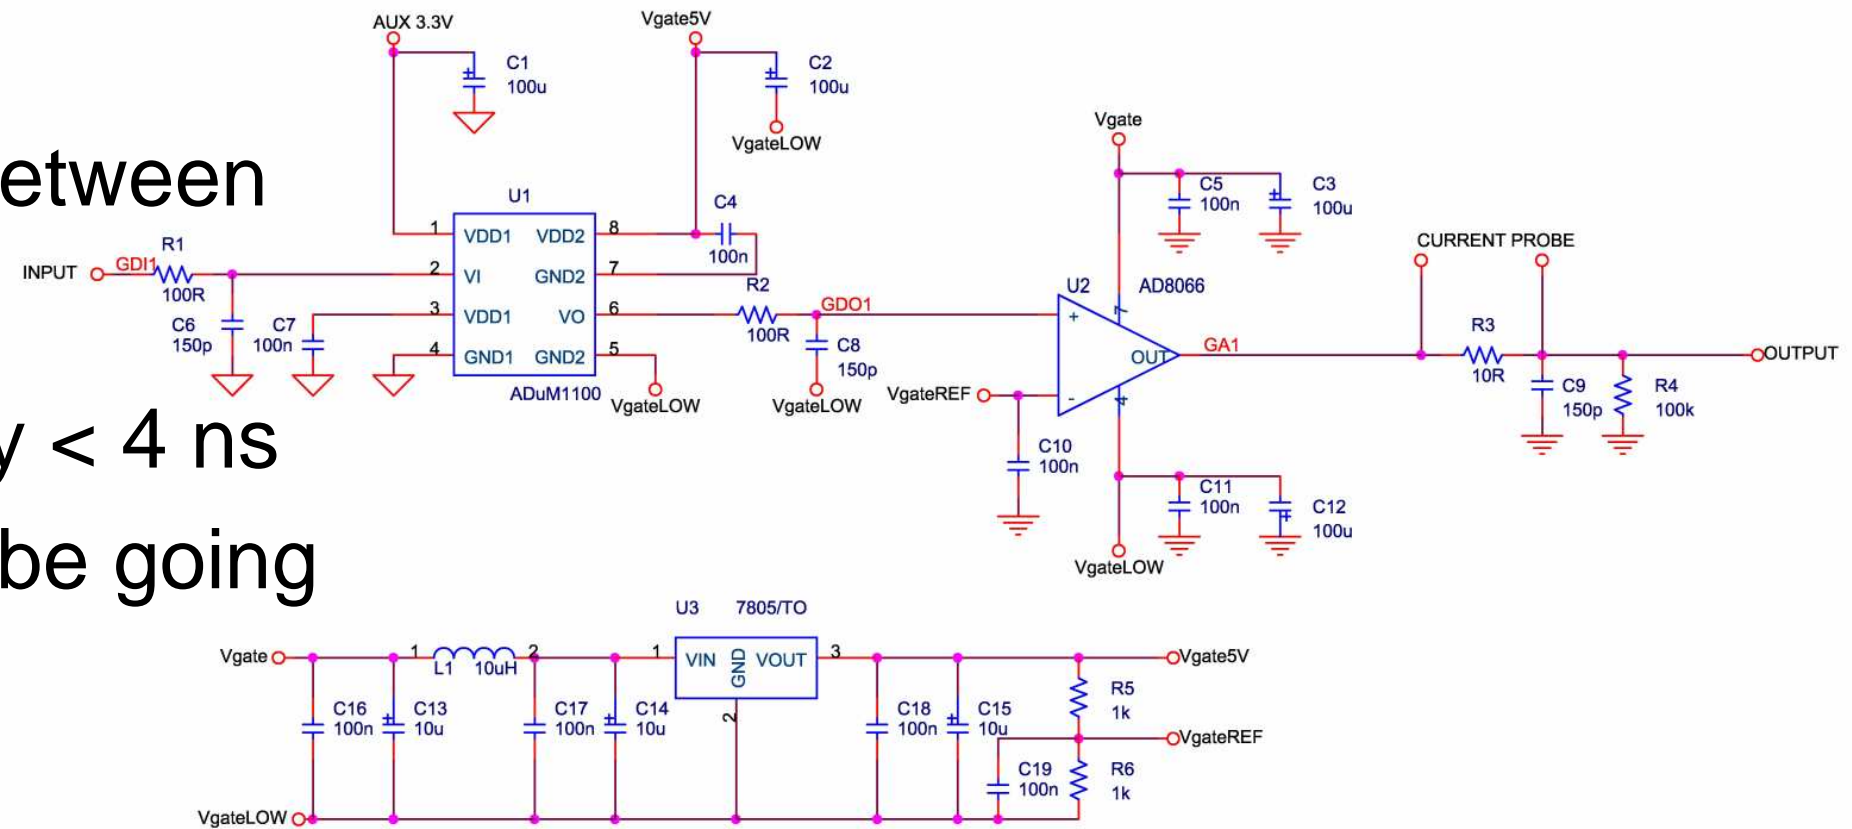 AUX 3.3V
Vgate5V
C1
100u
C2
100u
VgateLOW
Vgate
etween
C5
100n
C3
100u
U1
C4
100n
1
VDD1
VDD2
8
INPUT
GDI1
R1
100R
2
VI
GND2
7
C6
150p
C7
100n
3
VDD1
VO
6
R2
100R
GDO1
4
GND1
GND2
5
ADuM1100
VgateLOW
C8
150p
VgateLOW
U2
AD8066
+
7
OUT
-
4
GA1
VgateREF
C10
100n
CURRENT PROBE
R3
10R
OUTPUT
C9
150p
R4
100k
C11
100n
C12
100u
VgateLOW
y < 4 ns
be going
U3
7805/TO
Vgate
1
2
L1
10uH
1
VIN
GND
VOUT
3
2
Vgate5V
C16
100n
C13
10u
C17
100n
C14
10u
C18
100n
C15
10u
R5
1k
VgateREF
C19
100n
R6
1k
VgateLOW